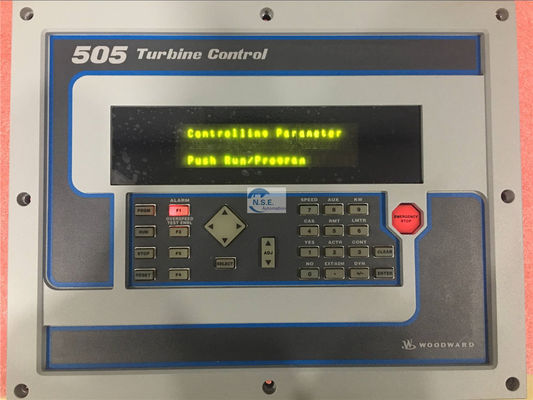 505 Turbine Control
Controlling Parameter
Push Run/Program
N.S.E.
Automation
ALARM
PRGM
F1
OVERSPEED
TEST ENBL
RUN
F2
STOP
F3
RESET
F4
SELECT
ADJ
SPEED AUX KW
7 8 9
CAS RMT LMTR
4 5 6
YES ACTR CONT
1 2 3 CLEAR
NO EXT/HDW DYN
0 . +/- ENTER
EMERGENCY
STOP
WOODWARD